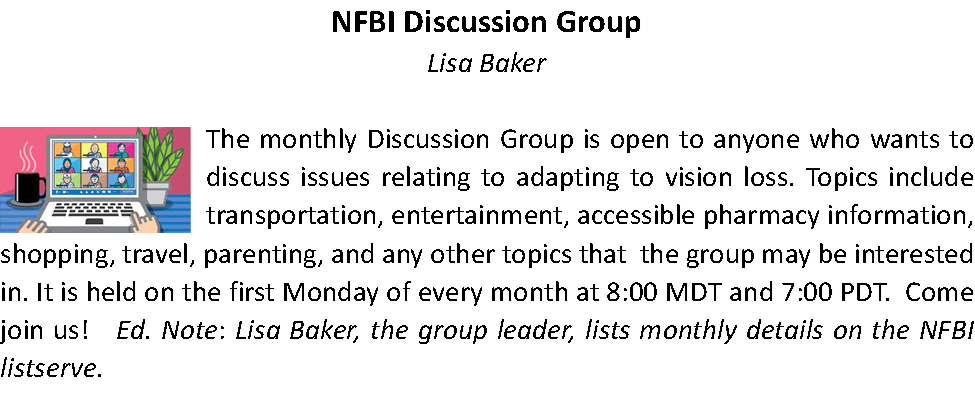 NFBI Discussion Group
Lisa Baker
The monthly Discussion Group is open to anyone who wants to
discuss issues relating to adapting to vision loss. Topics include
transportation, entertainment, accessible pharmacy information,
shopping, travel, parenting, and any other topics that  the group may be interested
in. It is held on the first Monday of every month at 8:00 MDT and 7:00 PDT.  Come
join us!   Ed. Note: Lisa Baker, the group leader, lists monthly details on the NFBI
listserve.